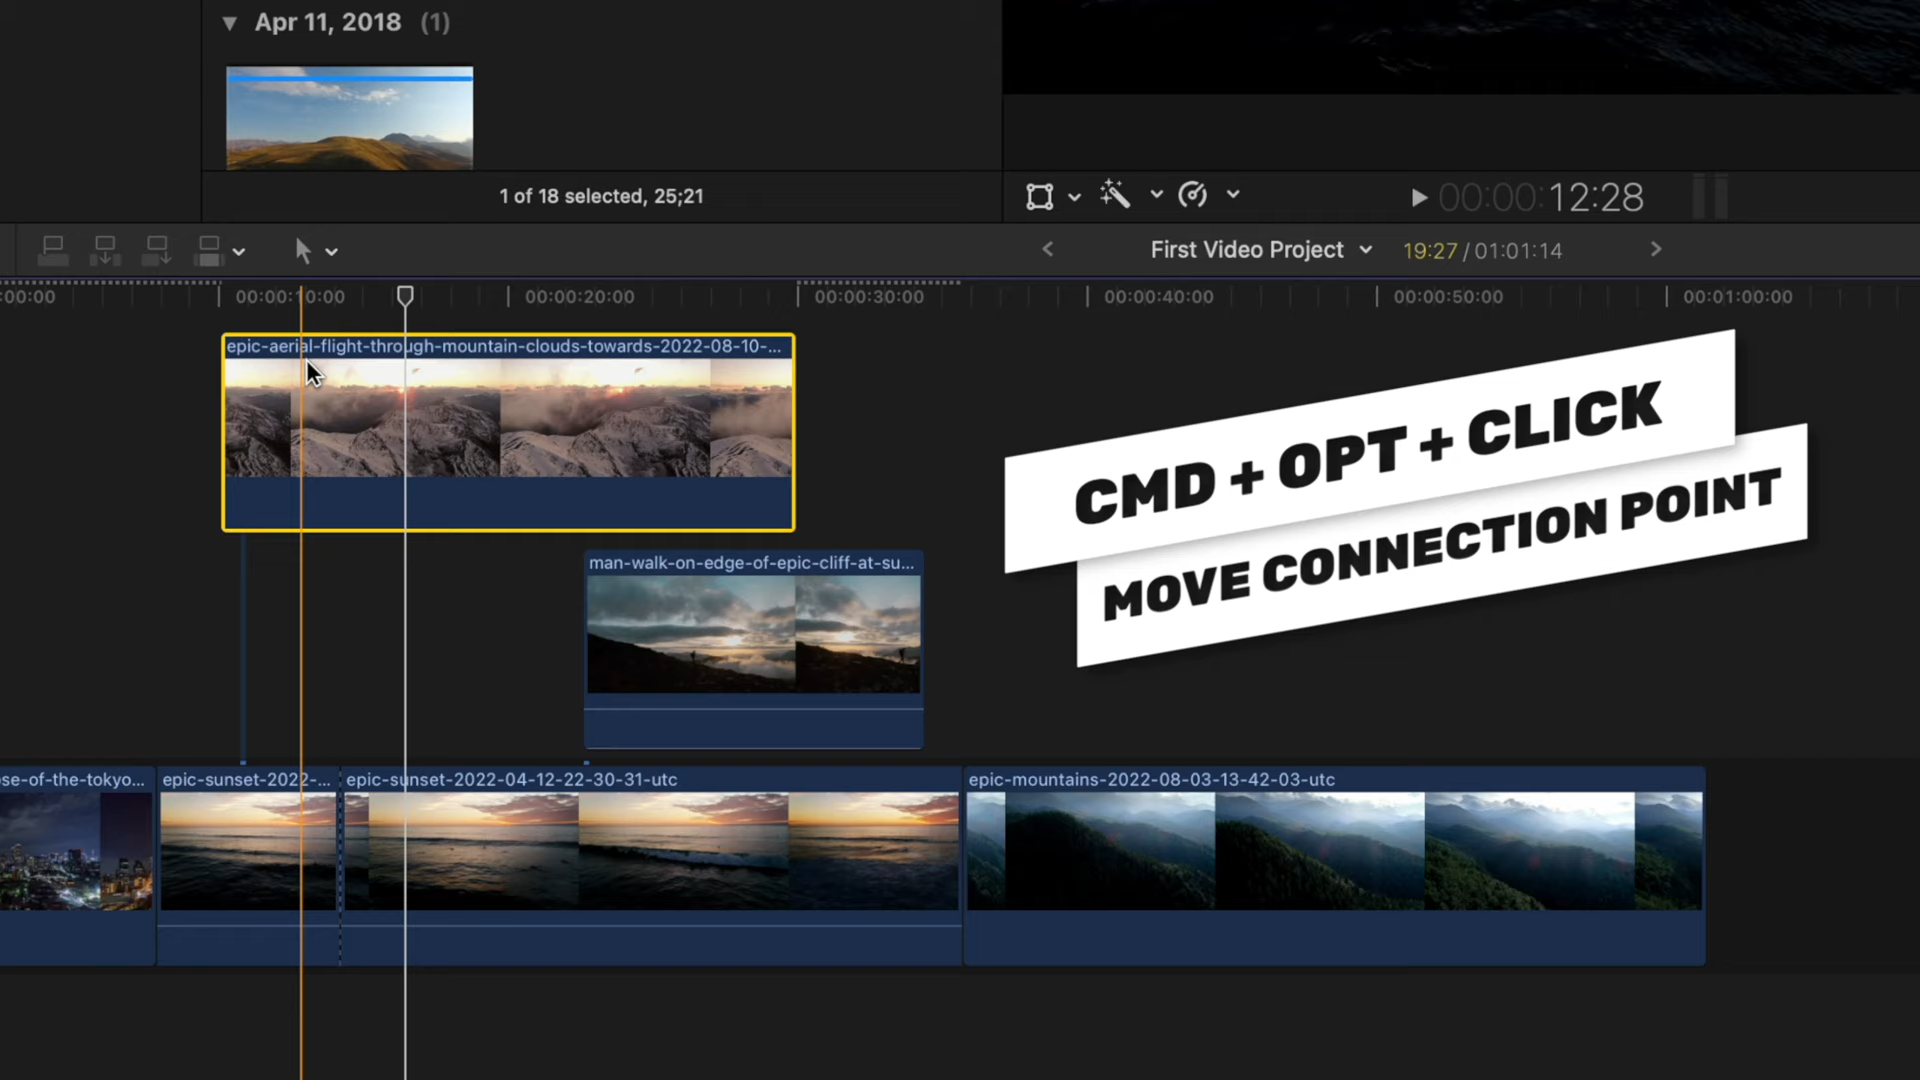 Apr 11, 2018 (1)
1 of 18 selected, 25;21
00:00:12:28
First Video Project
19:27 / 01:01:14
:00:00
00:00:10:00
00:00:20:00
00:00:30:00
00:00:40:00
00:00:50:00
00:01:00:00
epic-aerial-flight-through-mountain-clouds-towards-2022-08-10-...
CMD + OPT + CLICK
MOVE CONNECTION POINT
man-walk-on-edge-of-epic-cliff-at-su...
se-of-the-tokyo...
epic-sunset-2022-...
epic-sunset-2022-04-12-22-30-31-utc
epic-mountains-2022-08-03-13-42-03-utc